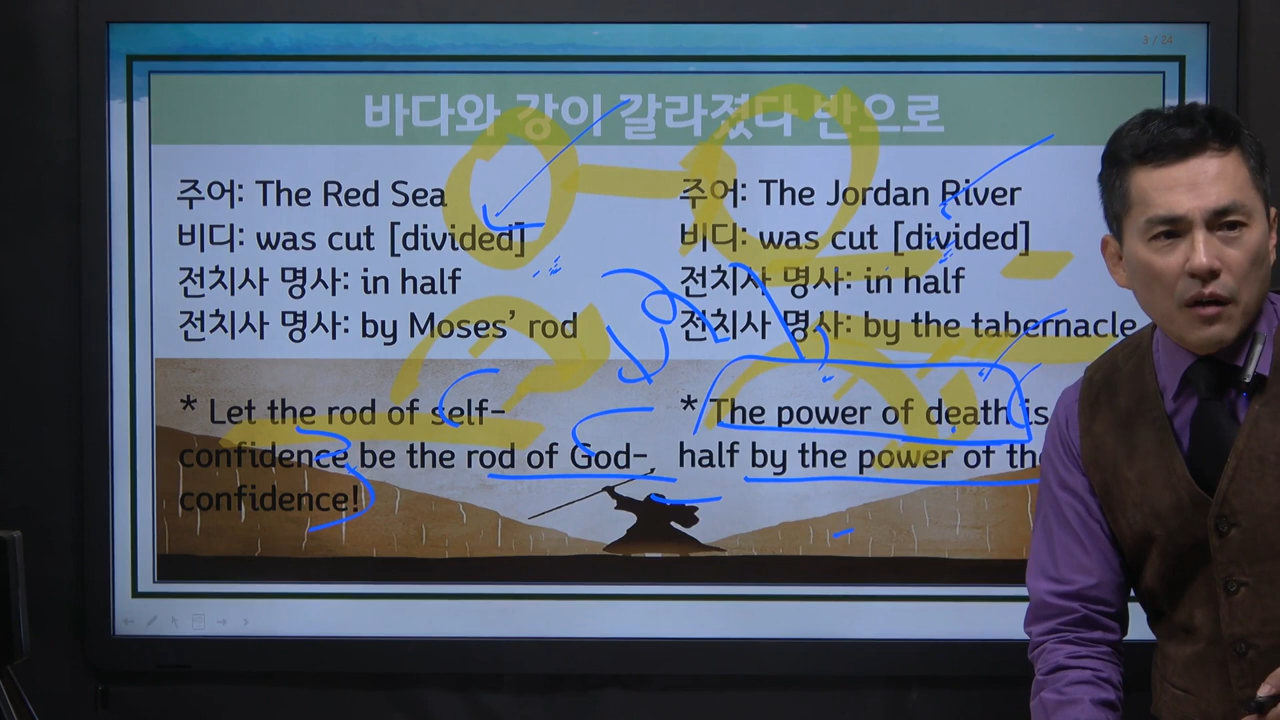 3 / 24
바다와 강이 갈라졌다 반으로
주어: The Red Sea
비디: was cut [divided]
전치사 명사: in half
전치사 명사: by Moses’ rod
* Let the rod of self-
confidence be the rod of God-
confidence!
주어: The Jordan River
비디: was cut [divided]
전치사 명사: in half
전치사 명사: by the tabernacle
* The power of death is
half by the power of the